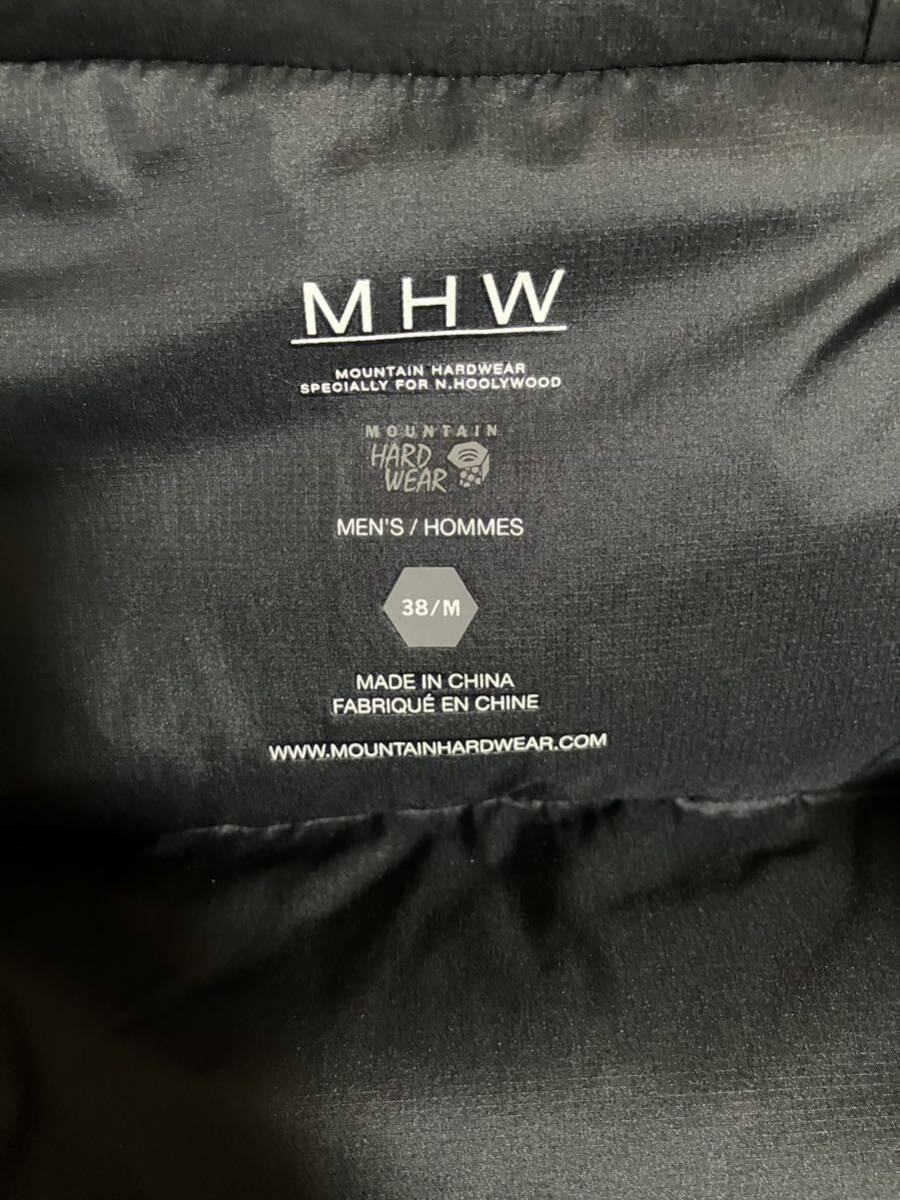 MHW
MOUNTAIN HARDWEAR
SPECIALLY FOR N.HOOLYWOOD
MOUNTAIN
HARD
WEAR
MEN'S / HOMMES
38/M
MADE IN CHINA
FABRIQUÉ EN CHINE
WWW.MOUNTAINHARDWEAR.COM